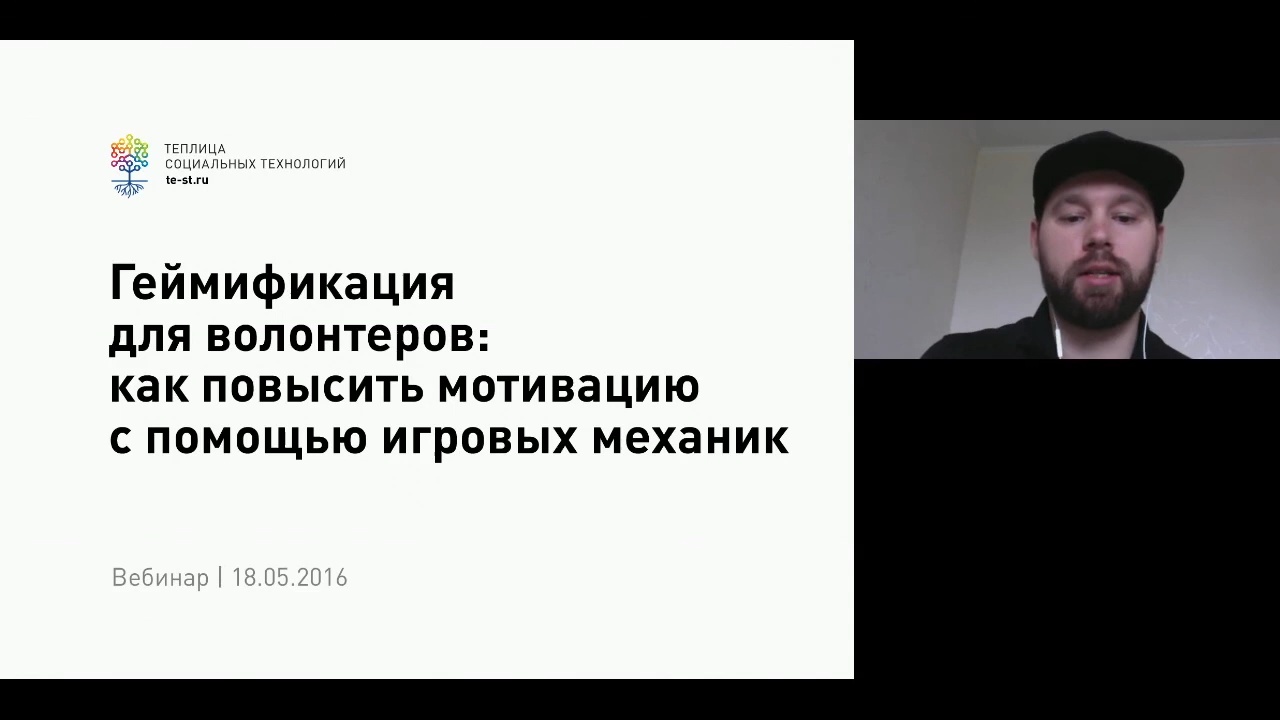 ТЕПЛИЦА
СОЦИАЛЬНЫХ ТЕХНОЛОГИЙ
te-st.ru
Геймификация
для волонтеров:
как повысить мотивацию
с помощью игровых механик
Вебинар | 18.05.2016